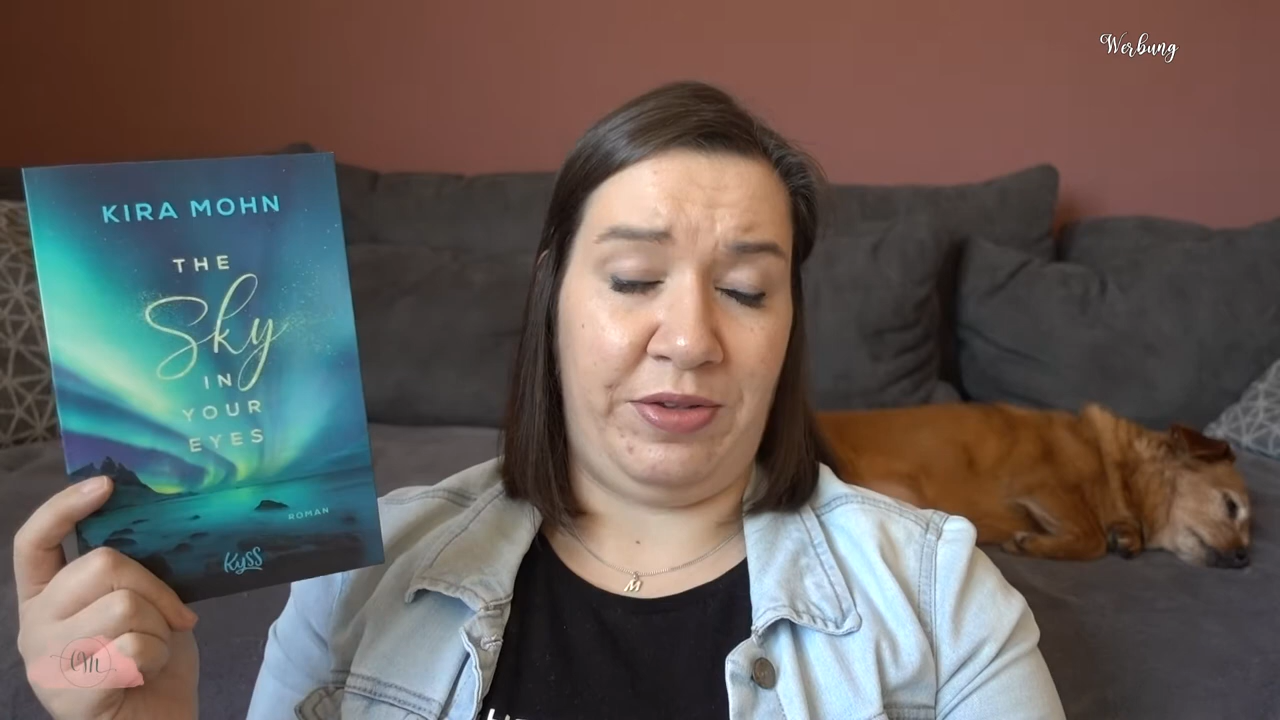 Werbung
KIRA MOHN
THE
Sky
IN
YOUR
EYES
ROMAN
Kyss
M
M